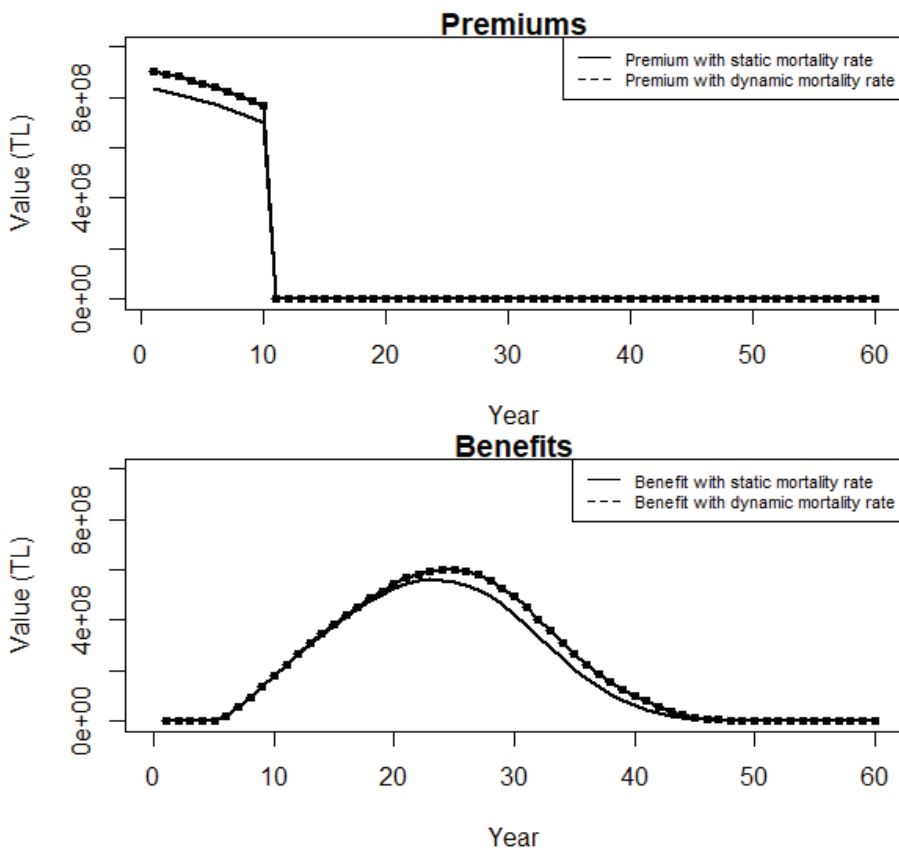 Premiums
Premium with static mortality rate
Premium with dynamic mortality rate
Value (TL)
8e+08
4e+08
0e+00
0 10 20 30 40 50 60
Year
Benefits
Benefit with static mortality rate
Benefit with dynamic mortality rate
Value (TL)
8e+08
4e+08
0e+00
0 10 20 30 40 50 60
Year